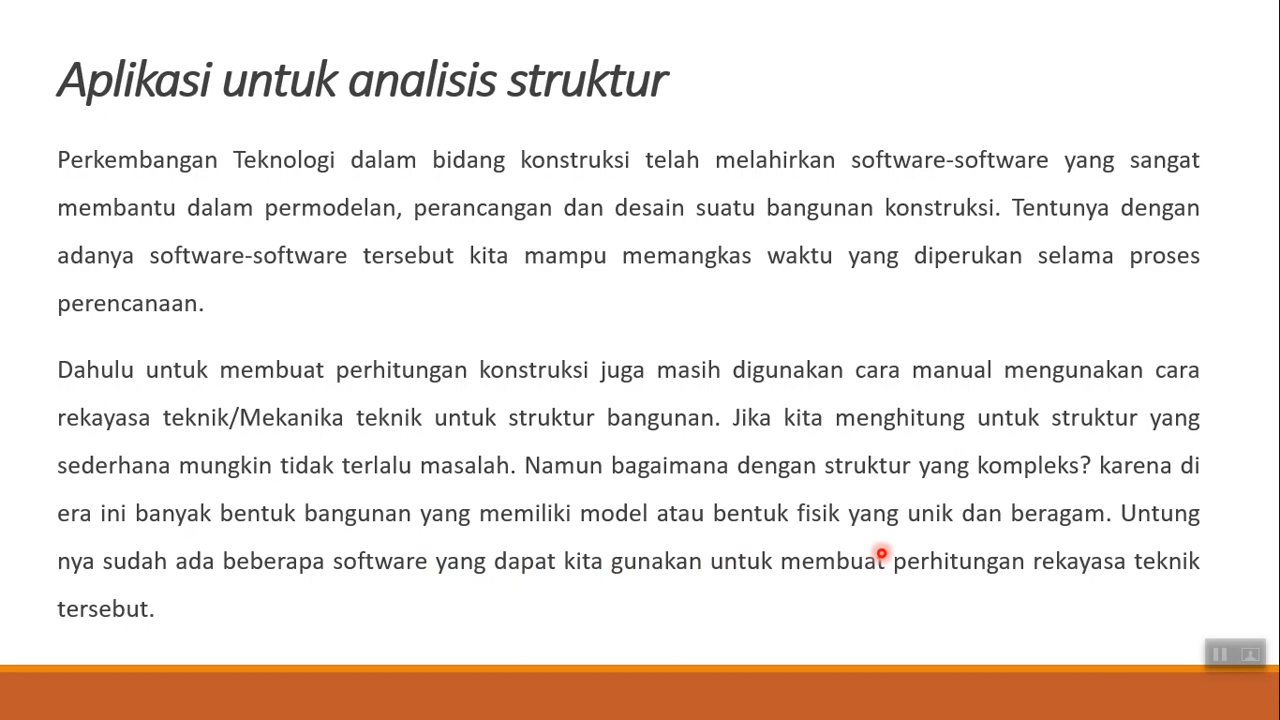 Aplikasi untuk analisis struktur
Perkembangan Teknologi dalam bidang konstruksi telah melahirkan software-software yang sangat
membantu dalam permodelan, perancangan dan desain suatu bangunan konstruksi. Tentunya dengan
adanya software-software tersebut kita mampu memangkas waktu yang diperukan selama proses
perencanaan.
Dahulu untuk membuat perhitungan konstruksi juga masih digunakan cara manual mengunakan cara
rekayasa teknik/Mekanika teknik untuk struktur bangunan. Jika kita menghitung untuk struktur yang
sederhana mungkin tidak terlalu masalah. Namun bagaimana dengan struktur yang kompleks? karena di
era ini banyak bentuk bangunan yang memiliki model atau bentuk fisik yang unik dan beragam. Untung
nya sudah ada beberapa software yang dapat kita gunakan untuk membuat perhitungan rekayasa teknik
tersebut.